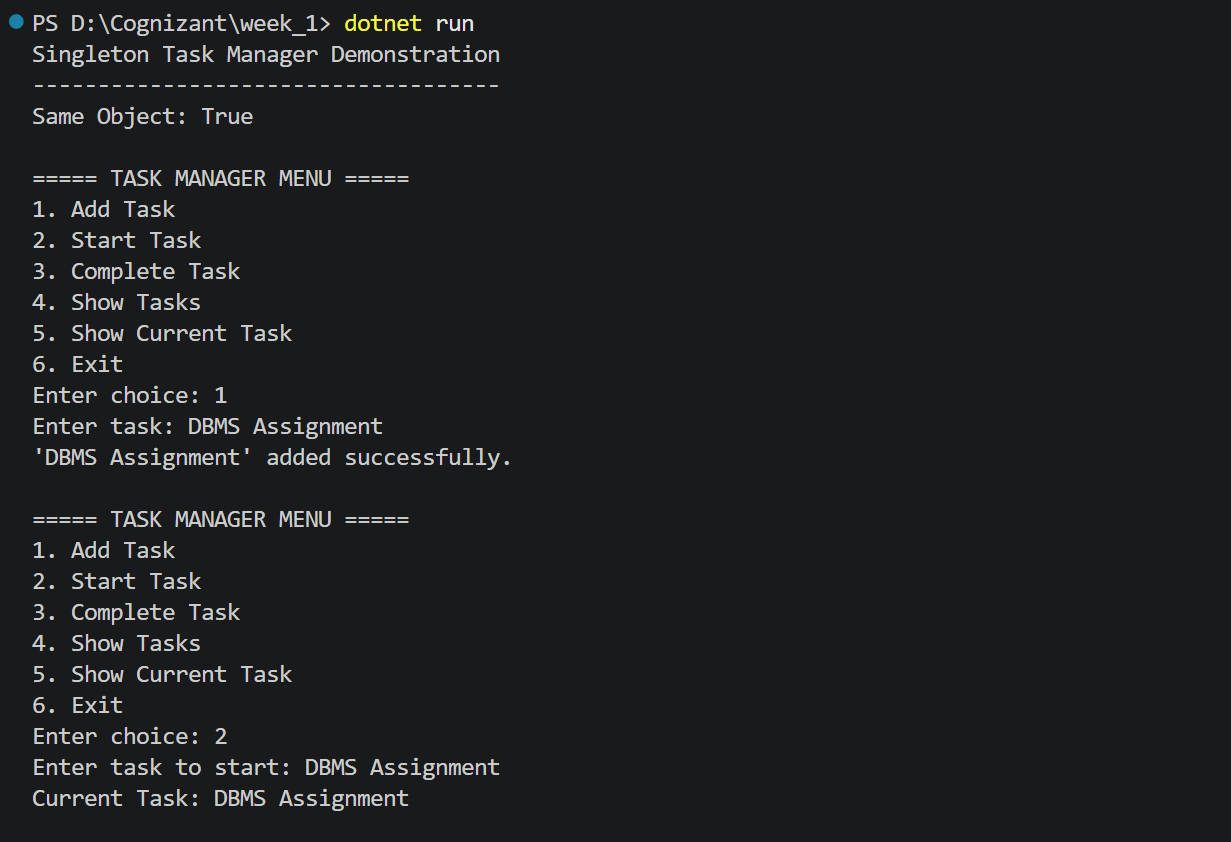 PS D:\Cognizant\week_1> dotnet run
Singleton Task Manager Demonstration
------------------------------------
Same Object: True

===== TASK MANAGER MENU =====
1. Add Task
2. Start Task
3. Complete Task
4. Show Tasks
5. Show Current Task
6. Exit
Enter choice: 1
Enter task: DBMS Assignment
'DBMS Assignment' added successfully.

===== TASK MANAGER MENU =====
1. Add Task
2. Start Task
3. Complete Task
4. Show Tasks
5. Show Current Task
6. Exit
Enter choice: 2
Enter task to start: DBMS Assignment
Current Task: DBMS Assignment